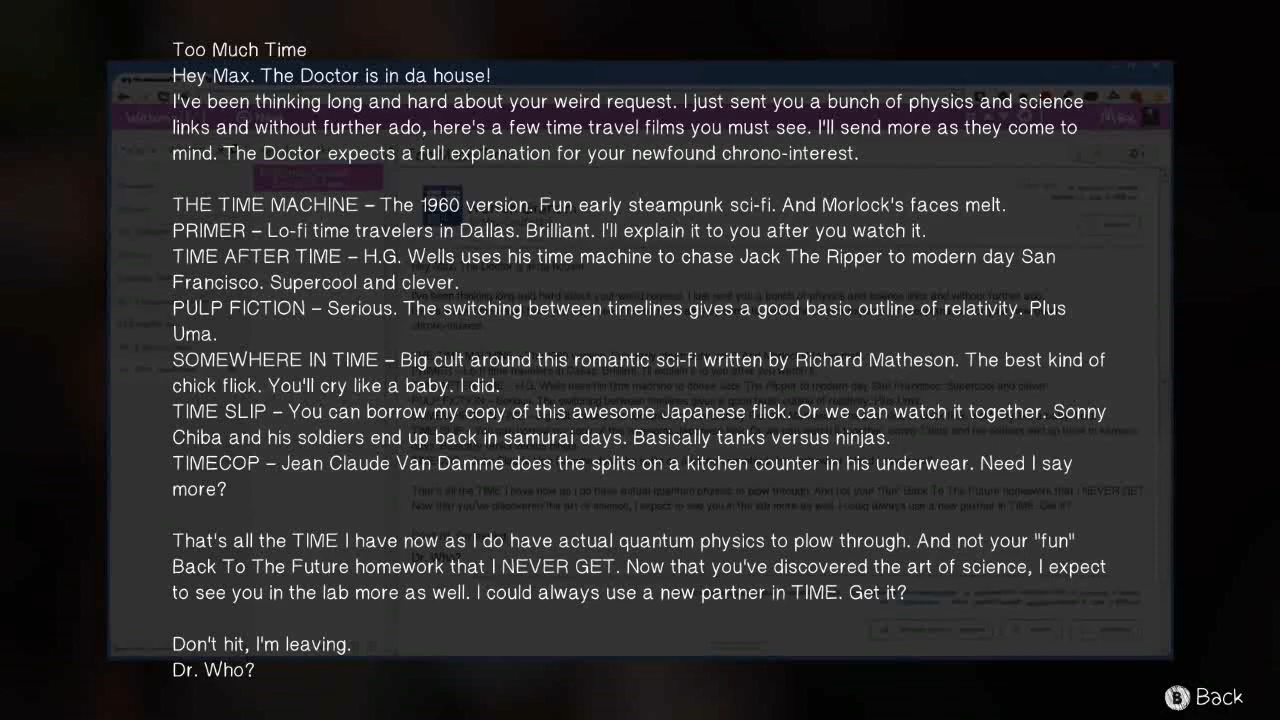 Too Much Time
Hey Max. The Doctor is in da house!
I've been thinking long and hard about your weird request. I just sent you a bunch of physics and science
links and without further ado, here's a few time travel films you must see. I'll send more as they come to
mind. The Doctor expects a full explanation for your newfound chrono-interest.
THE TIME MACHINE – The 1960 version. Fun early steampunk sci-fi. And Morlock's faces melt.
PRIMER – Lo-fi time travelers in Dallas. Brilliant. I'll explain it to you after you watch it.
TIME AFTER TIME – H.G. Wells uses his time machine to chase Jack The Ripper to modern day San
Francisco. Supercool and clever.
PULP FICTION – Serious. The switching between timelines gives a good basic outline of relativity. Plus
Uma.
SOMEWHERE IN TIME – Big cult around this romantic sci-fi written by Richard Matheson. The best kind of
chick flick. You'll cry like a baby. I did.
TIME SLIP – You can borrow my copy of this awesome Japanese flick. Or we can watch it together. Sonny
Chiba and his soldiers end up back in samurai days. Basically tanks versus ninjas.
TIMECOP – Jean Claude Van Damme does the splits on a kitchen counter in his underwear. Need I say
more?
That's all the TIME I have now as I do have actual quantum physics to plow through. And not your "fun"
Back To The Future homework that I NEVER GET. Now that you've discovered the art of science, I expect
to see you in the lab more as well. I could always use a new partner in TIME. Get it?
Don't hit, I'm leaving.
Dr. Who?
B Back